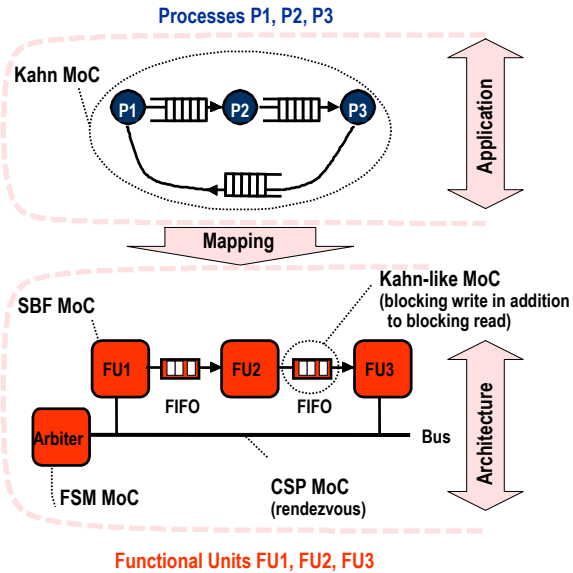 Processes P1, P2, P3
Kahn MoC
P1
P2
P3
Application
Mapping
Kahn-like MoC
(blocking write in addition
to blocking read)
SBF MoC
FU1
FU2
FU3
FIFO
FIFO
Architecture
Arbiter
Bus
FSM MoC
CSP MoC
(rendezvous)
Functional Units FU1, FU2, FU3